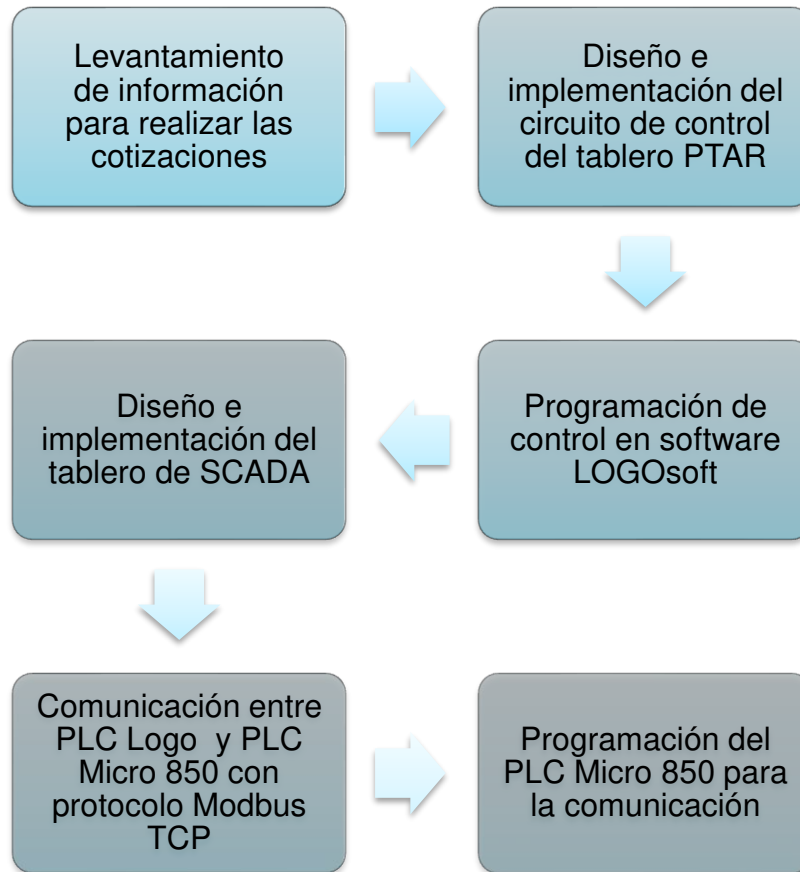 Levantamiento
de información
para realizar las
cotizaciones
Diseño e
implementación del
circuito de control
del tablero PTAR
Programación de
control en software
LOGOsoft
Diseño e
implementación del
tablero de SCADA
Comunicación entre
PLC Logo y PLC
Micro 850 con
protocolo Modbus
TCP
Programación del
PLC Micro 850 para
la comunicación